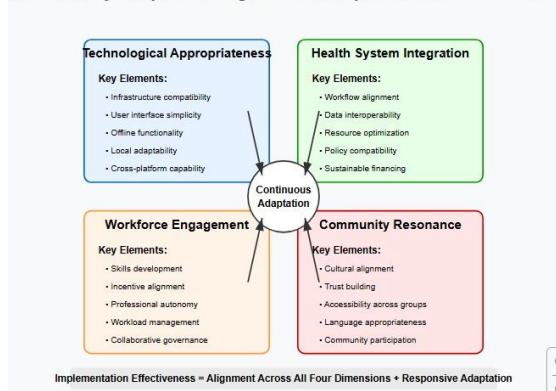 Technological Appropriateness
Key Elements:
• Infrastructure compatibility
• User interface simplicity
• Offline functionality
• Local adaptability
• Cross-platform capability
Health System Integration
Key Elements:
• Workflow alignment
• Data interoperability
• Resource optimization
• Policy compatibility
• Sustainable financing
Continuous
Adaptation
Workforce Engagement
Key Elements:
• Skills development
• Incentive alignment
• Professional autonomy
• Workload management
• Collaborative governance
Community Resonance
Key Elements:
• Cultural alignment
• Trust building
• Accessibility across groups
• Language appropriateness
• Community participation
Implementation Effectiveness = Alignment Across All Four Dimensions + Responsive Adaptation